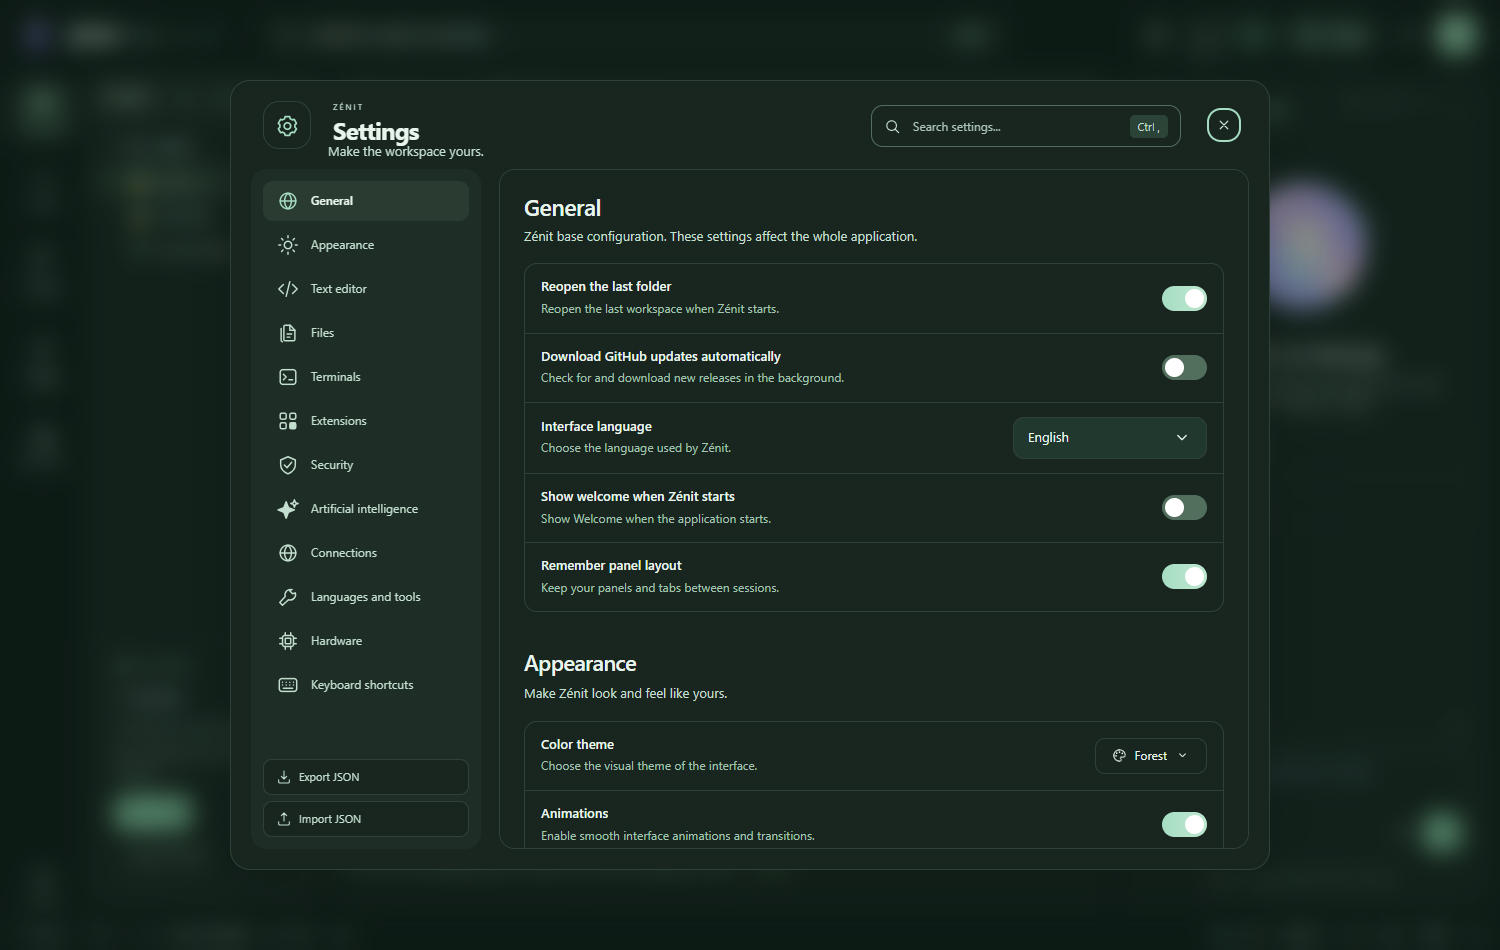 ZÉNIT
Settings
Make the workspace yours.
Search settings...
Ctrl ,
General
Appearance
Text editor
Files
Terminals
Extensions
Security
Artificial intelligence
Connections
Languages and tools
Hardware
Keyboard shortcuts
Export JSON
Import JSON
General
Zénit base configuration. These settings affect the whole application.
Reopen the last folder
Reopen the last workspace when Zénit starts.
Download GitHub updates automatically
Check for and download new releases in the background.
Interface language
Choose the language used by Zénit.
English
Show welcome when Zénit starts
Show Welcome when the application starts.
Remember panel layout
Keep your panels and tabs between sessions.
Appearance
Make Zénit look and feel like yours.
Color theme
Choose the visual theme of the interface.
Forest
Animations
Enable smooth interface animations and transitions.